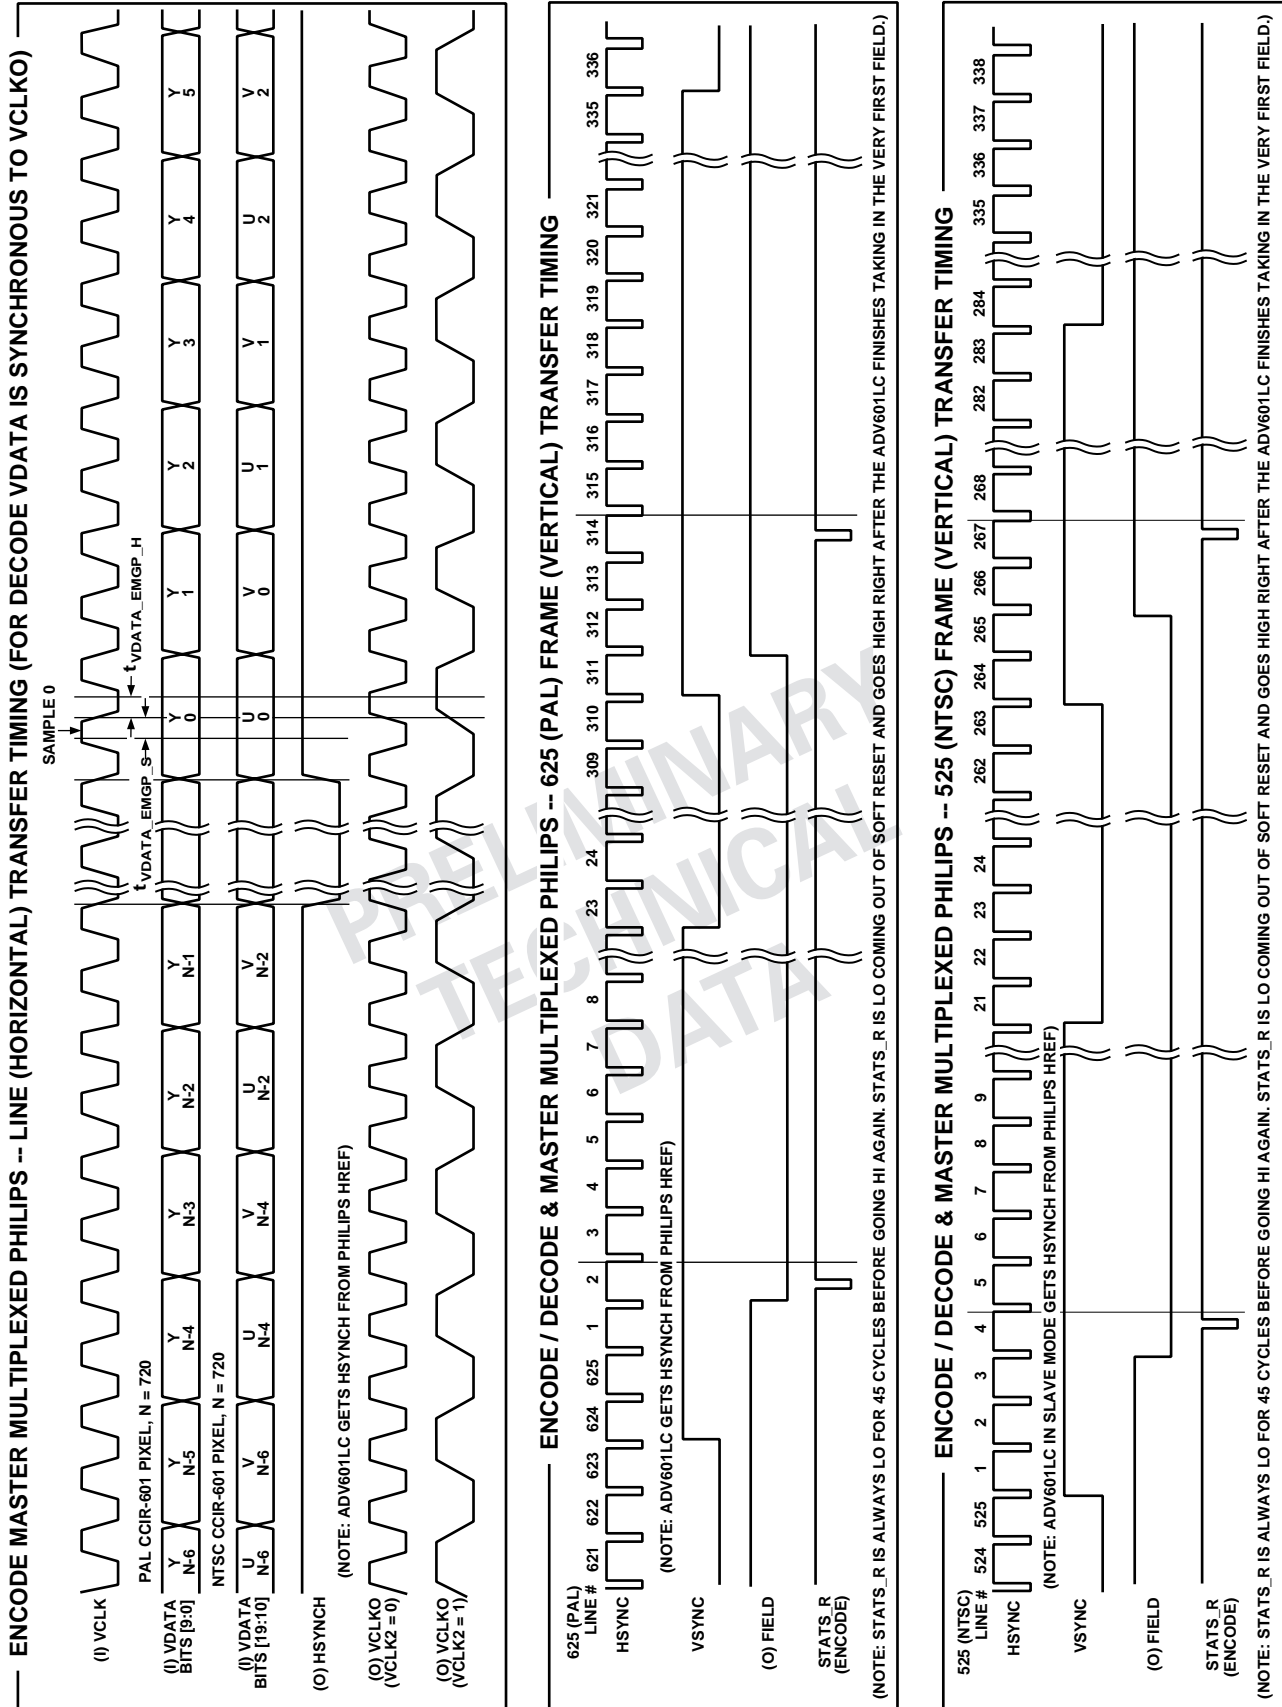 ENCODE MASTER MULTIPLEXED PHILIPS -- LINE (HORIZONTAL) TRANSFER TIMING (FOR DECODE VDATA IS SYNCHRONOUS TO VCLKO)
SAMPLE 0
(I) VCLK
tVDATA_EMGP_S
tVDATA_EMGP_H
PAL CCIR-601 PIXEL, N = 720
(I) VDATA
BITS [9:0]
Y N-6 Y N-5 Y N-4 Y N-3 Y N-2 Y N-1 Y 0 Y 1 Y 2 Y 3 Y 4 Y 5
NTSC CCIR-601 PIXEL, N = 720
(I) VDATA
BITS [19:10]
U N-6 V N-6 U N-4 V N-4 U N-2 V N-2 U 0 V 0 U 1 V 1 U 2 V 2
(O) HSYNCH
(NOTE: ADV601LC GETS HSYNCH FROM PHILIPS HREF)
(O) VCLKO
(VCLK2 = 0)
(O) VCLKO
(VCLK2 = 1)
ENCODE / DECODE & MASTER MULTIPLEXED PHILIPS -- 625 (PAL) FRAME (VERTICAL) TRANSFER TIMING
625 (PAL)
LINE #
621 622 623 624 625 1 2 3 4 5 6 7 8 23 24 309 310 311 312 313 314 315 316 317 318 319 320 321 335 336
HSYNC
(NOTE: ADV601LC GETS HSYNCH FROM PHILIPS HREF)
VSYNC
(O) FIELD
STATS_R
(ENCODE)
(NOTE: STATS_R IS ALWAYS LO FOR 45 CYCLES BEFORE GOING HI AGAIN. STATS_R IS LO COMING OUT OF SOFT RESET AND GOES HIGH RIGHT AFTER THE ADV601LC FINISHES TAKING IN THE VERY FIRST FIELD.)
ENCODE / DECODE & MASTER MULTIPLEXED PHILIPS -- 525 (NTSC) FRAME (VERTICAL) TRANSFER TIMING
525 (NTSC)
LINE #
524 525 1 2 3 4 5 6 7 8 9 21 22 23 24 262 263 264 265 266 267 268 282 283 284 335 336 337 338
HSYNC
(NOTE: ADV601LC IN SLAVE MODE GETS HSYNCH FROM PHILIPS HREF)
VSYNC
(O) FIELD
STATS_R
(ENCODE)
(NOTE: STATS_R IS ALWAYS LO FOR 45 CYCLES BEFORE GOING HI AGAIN. STATS_R IS LO COMING OUT OF SOFT RESET AND GOES HIGH RIGHT AFTER THE ADV601LC FINISHES TAKING IN THE VERY FIRST FIELD.)
PRELIMINARY
TECHNICAL
DATA